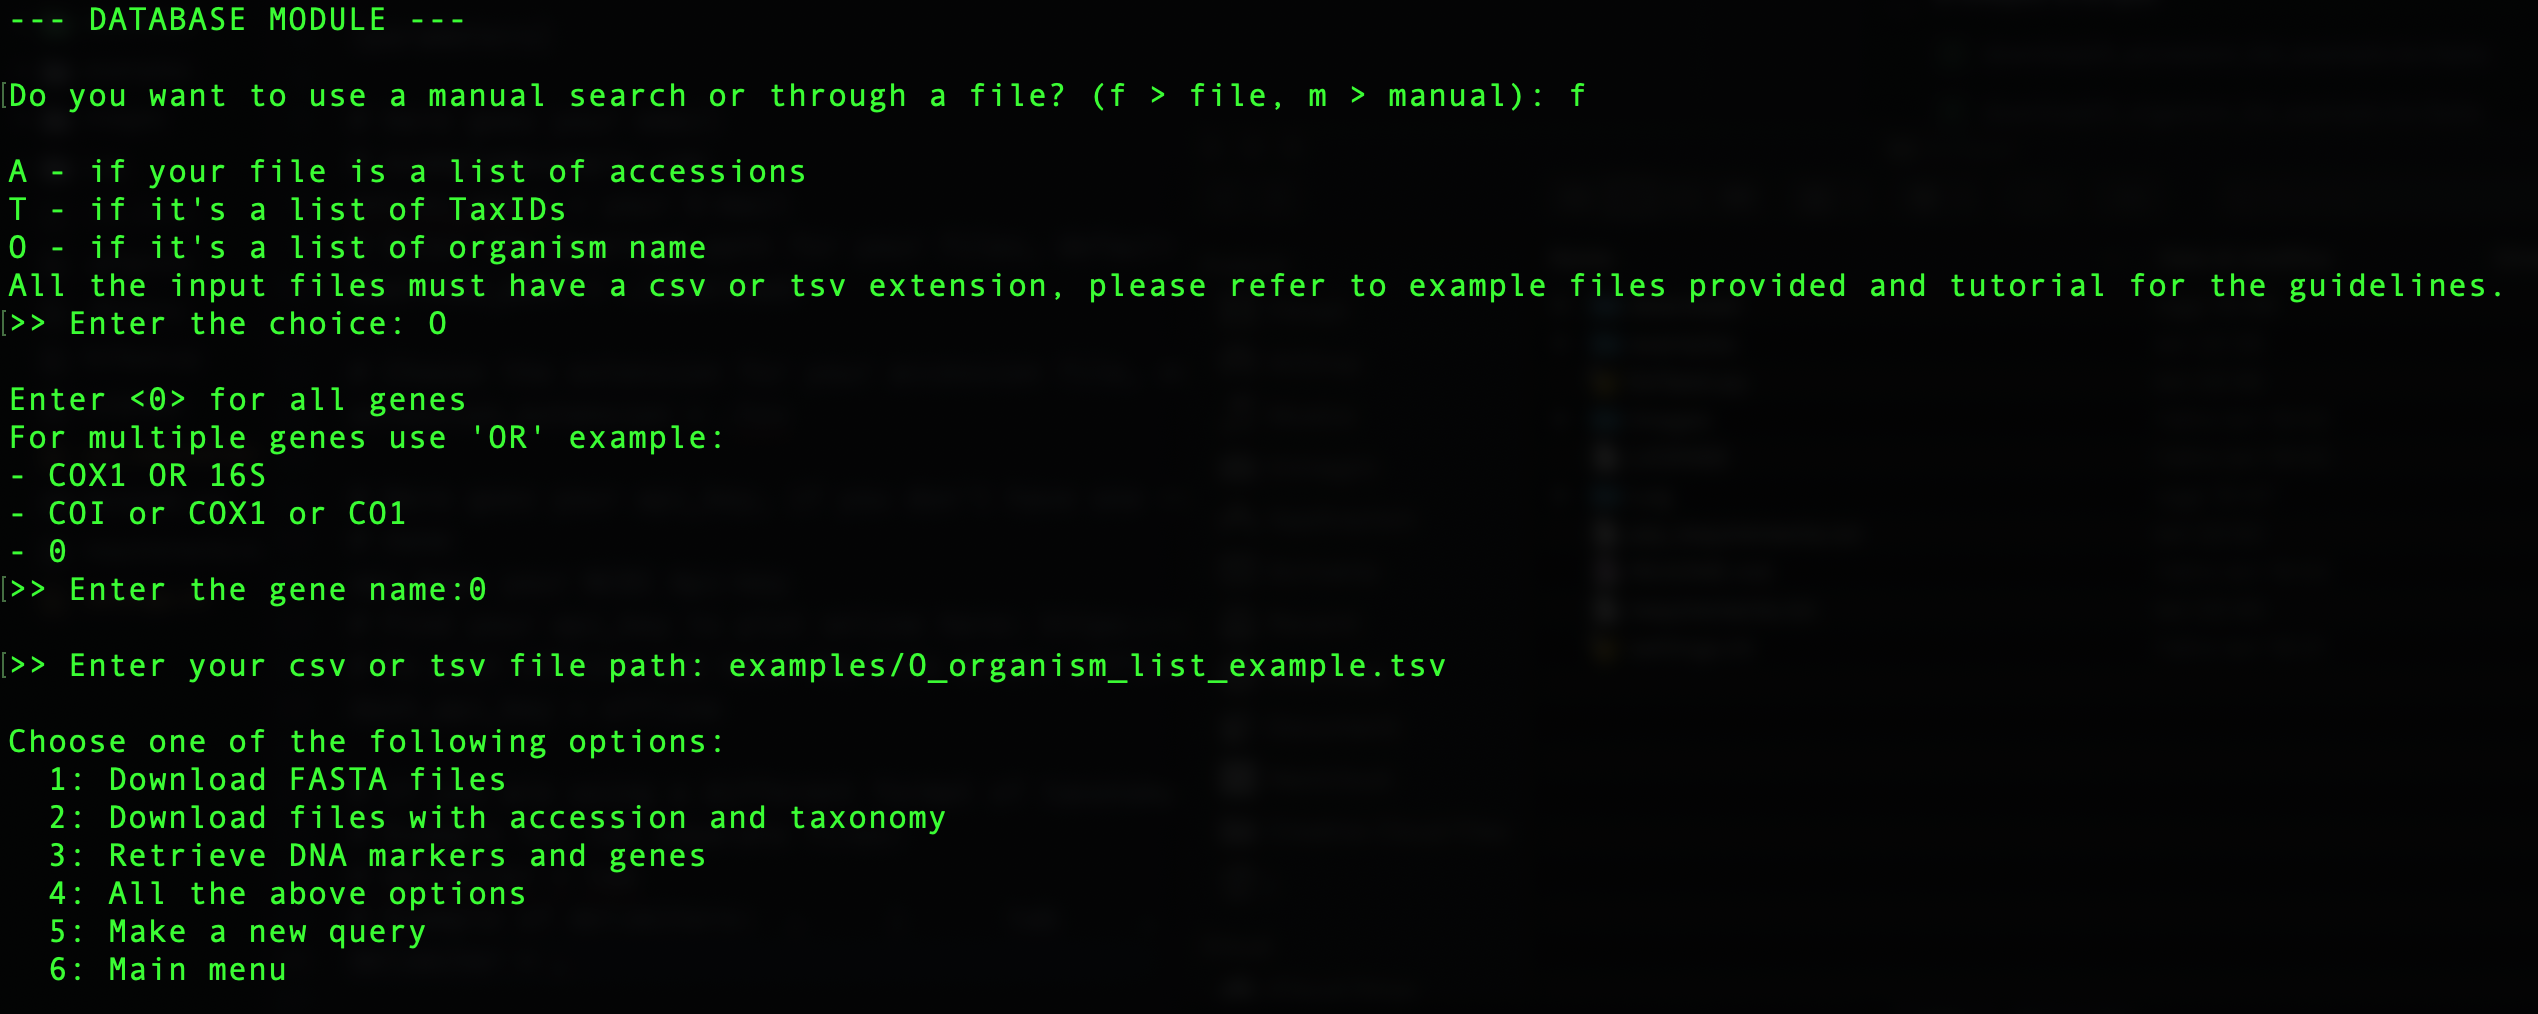 --- DATABASE MODULE ---
Do you want to use a manual search or through a file? (f > file, m > manual): f
A - if your file is a list of accessions
T - if it's a list of TaxIDs
O - if it's a list of organism name
All the input files must have a csv or tsv extension, please refer to example files provided and tutorial for the guidelines.
>> Enter the choice: O
Enter <0> for all genes
For multiple genes use 'OR' example:
- COX1 OR 16S
- COI or COX1 or CO1
- 0
>> Enter the gene name:0
>> Enter your csv or tsv file path: examples/O_organism_list_example.tsv
Choose one of the following options:
1: Download FASTA files
2: Download files with accession and taxonomy
3: Retrieve DNA markers and genes
4: All the above options
5: Make a new query
6: Main menu